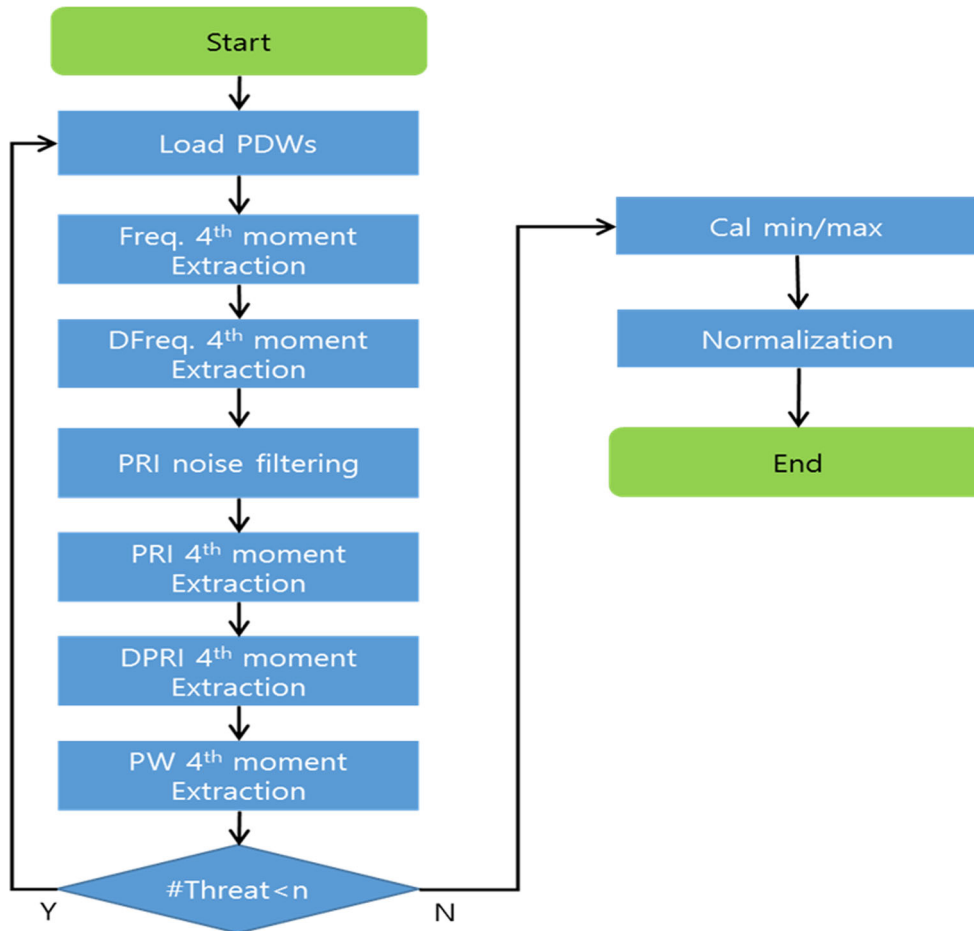 Start
Load PDWs
Freq. 4th moment
Extraction
DFreq. 4th moment
Extraction
PRI noise filtering
PRI 4th moment
Extraction
DPRI 4th moment
Extraction
PW 4th moment
Extraction
#Threat<n
Y
N
Cal min/max
Normalization
End